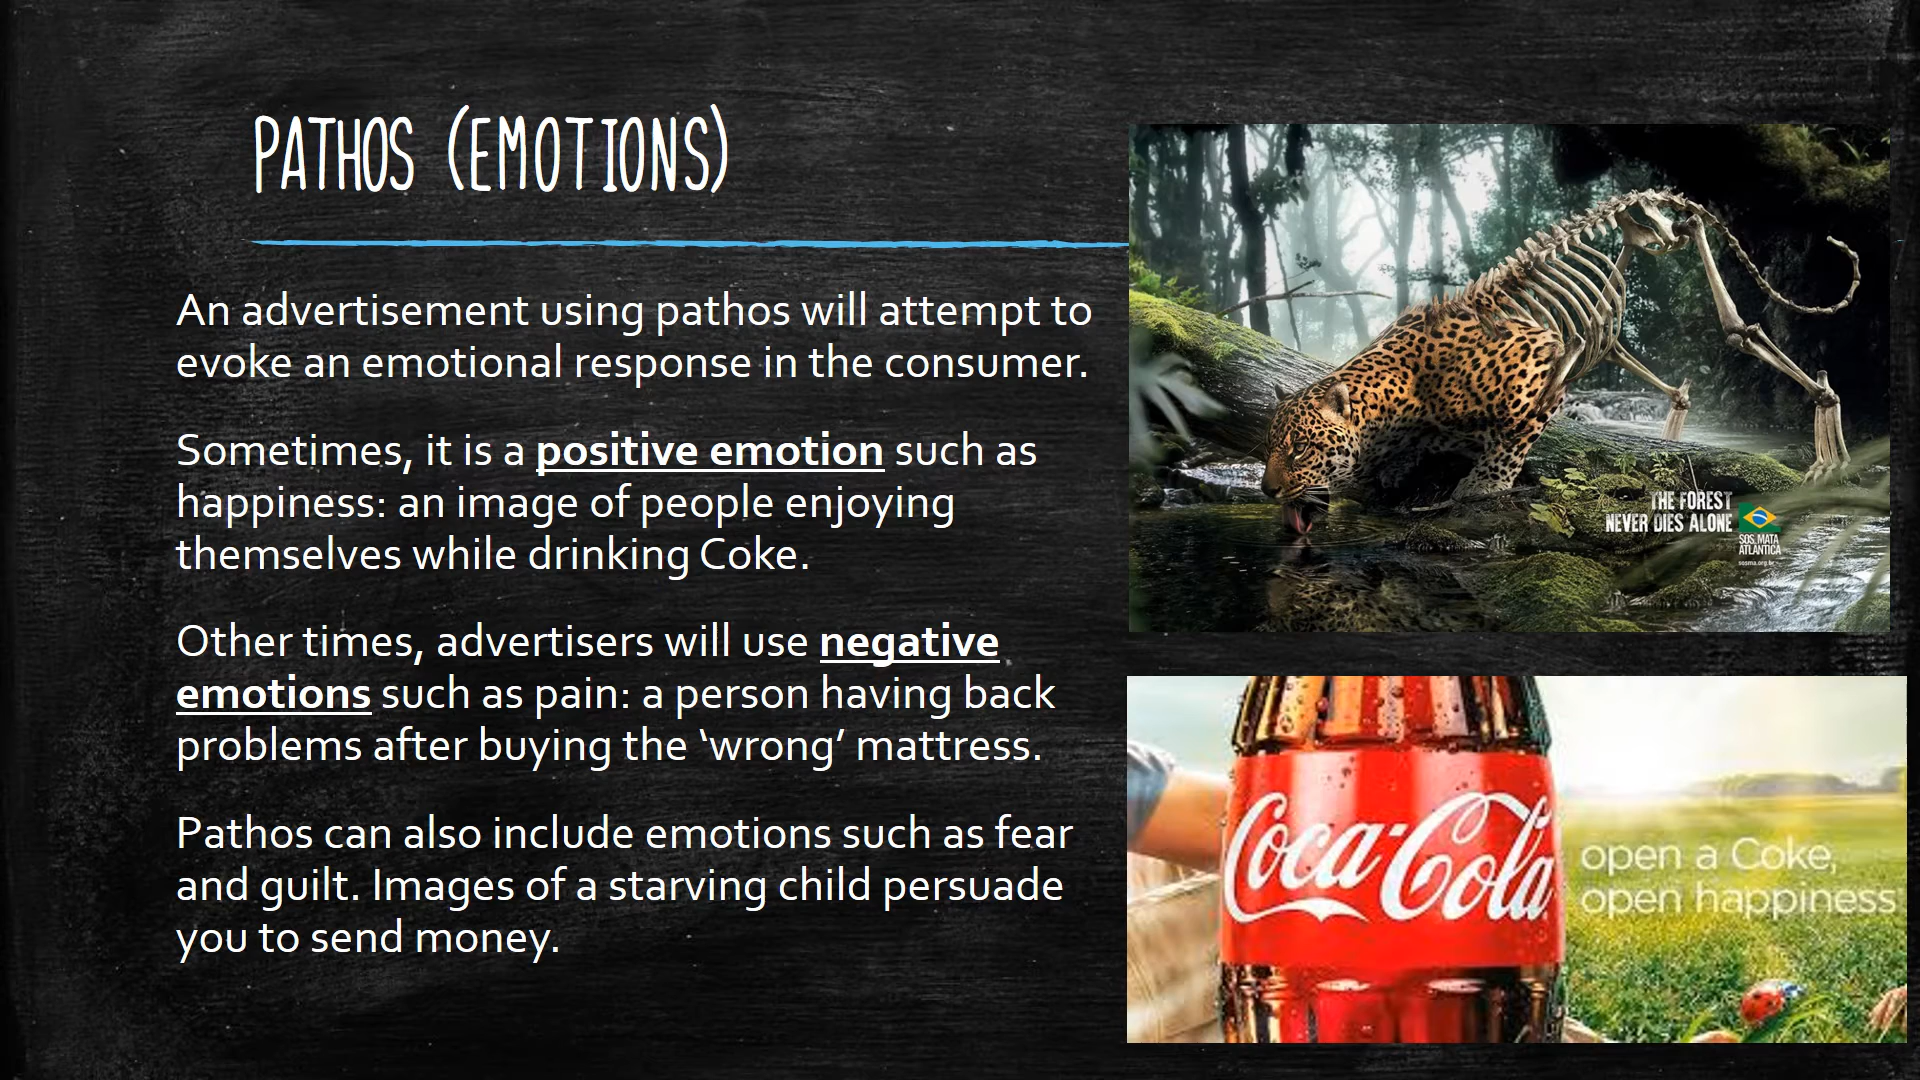 PATHOS (EMOTIONS)
An advertisement using pathos will attempt to
evoke an emotional response in the consumer.
Sometimes, it is a positive emotion such as
happiness: an image of people enjoying
themselves while drinking Coke.
Other times, advertisers will use negative
emotions such as pain: a person having back
problems after buying the ‘wrong’ mattress.
Pathos can also include emotions such as fear
and guilt. Images of a starving child persuade
you to send money.
THE FOREST
NEVER DIES ALONE
SOS MATA
ATLANTICA
sosma.org.br
Coca-Cola
open a Coke,
open happiness